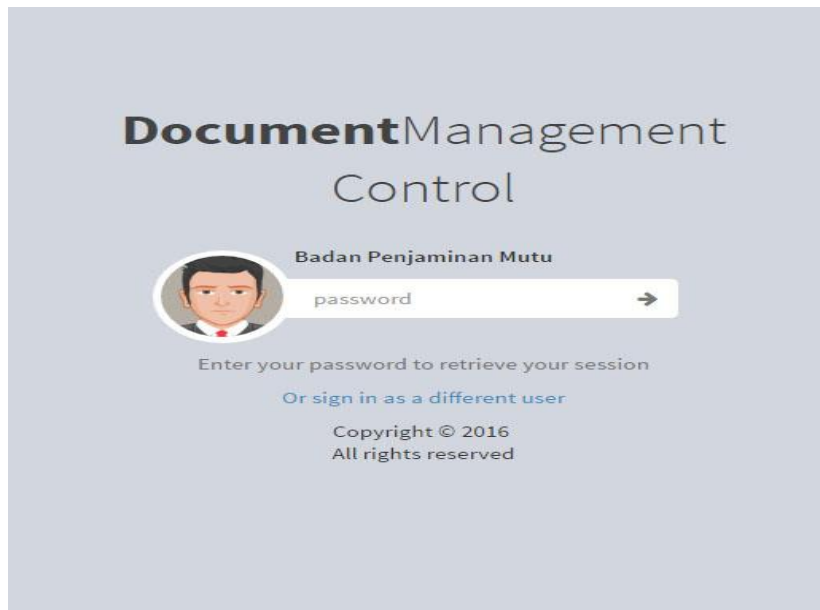 DocumentManagement
Control
Badan Penjaminan Mutu
password
Enter your password to retrieve your session
Or sign in as a different user
Copyright © 2016
All rights reserved